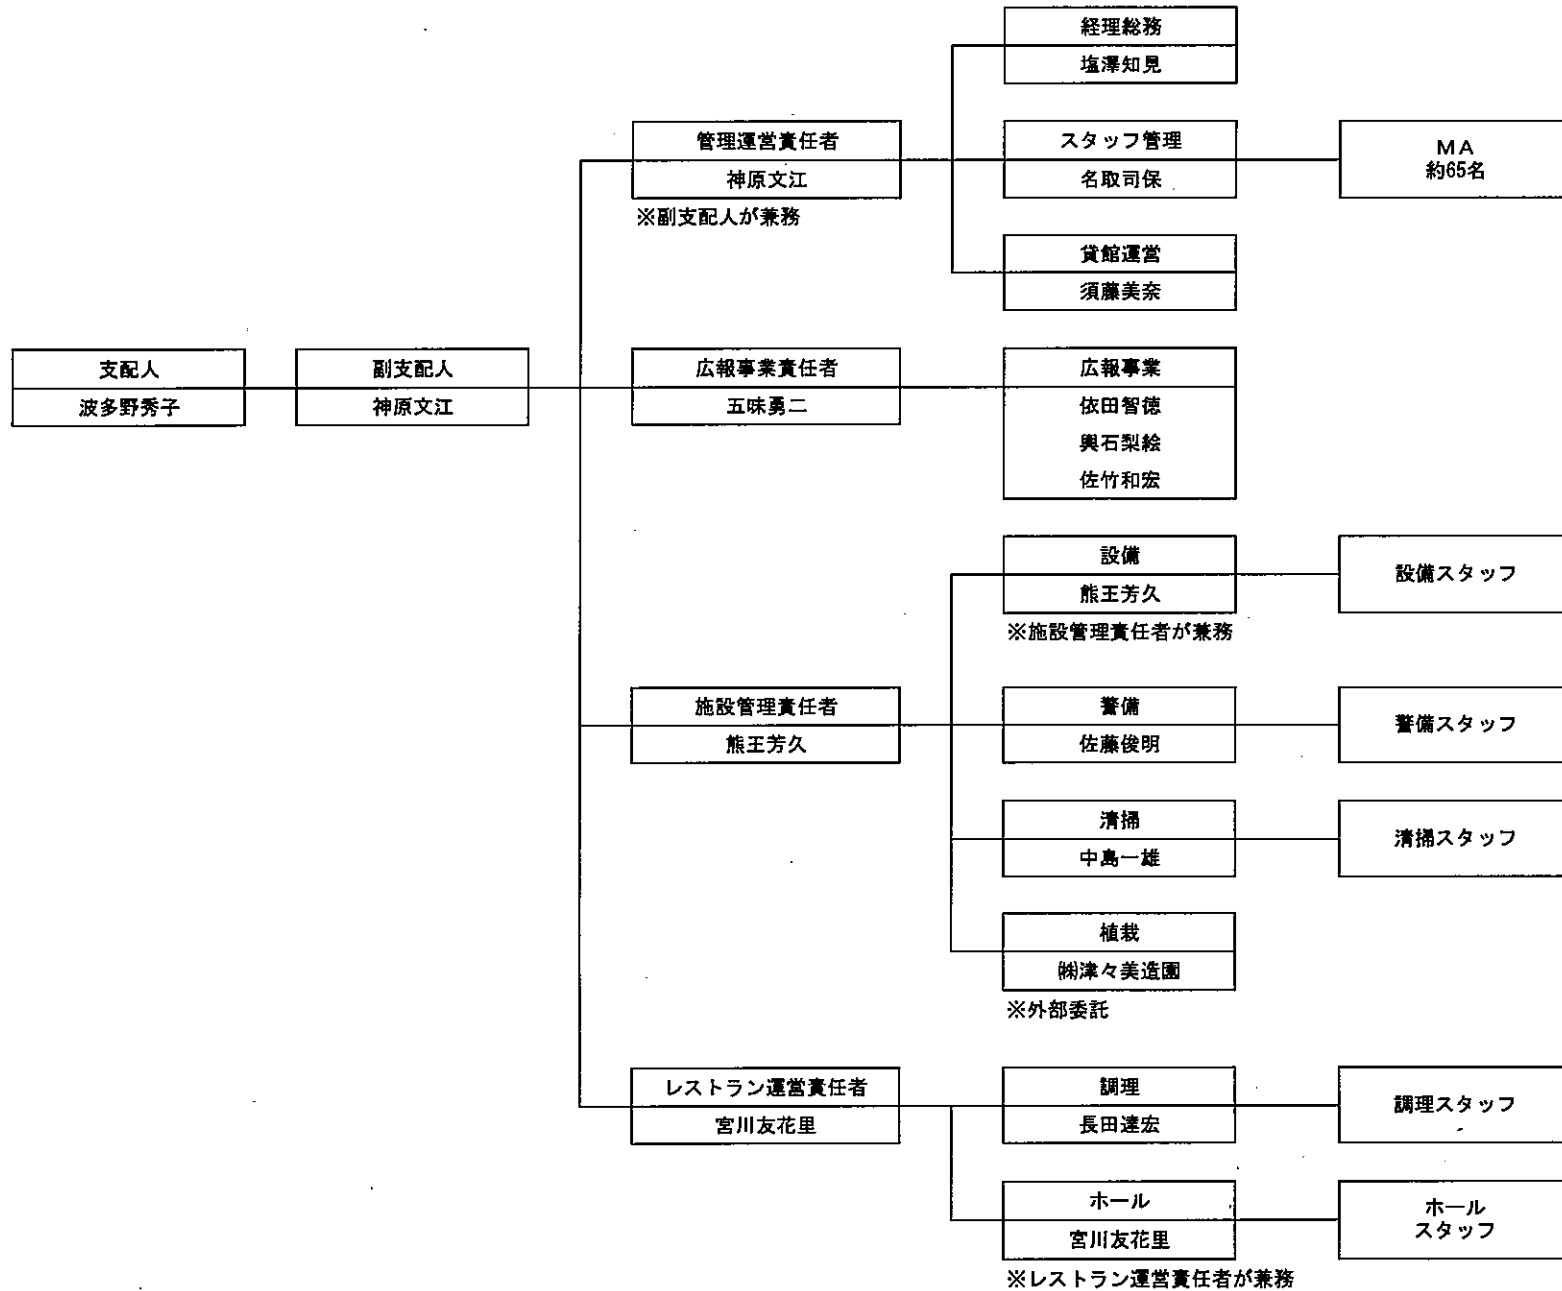 支配人
波多野秀子
副支配人
神原文江
管理運営責任者
神原文江
※副支配人が兼務
経理総務
塩澤知見
スタッフ管理
名取司保
MA
約65名
貸館運営
須藤美奈
広報事業責任者
五味勇二
広報事業
依田智徳
輿石梨絵
佐竹和宏
施設管理責任者
熊王芳久
設備
熊王芳久
※施設管理責任者が兼務
設備スタッフ
警備
佐藤俊明
警備スタッフ
清掃
中島一雄
清掃スタッフ
植栽
㈱津々美造園
※外部委託
レストラン運営責任者
宮川友花里
調理
長田達宏
調理スタッフ
ホール
宮川友花里
※レストラン運営責任者が兼務
ホール
スタッフ